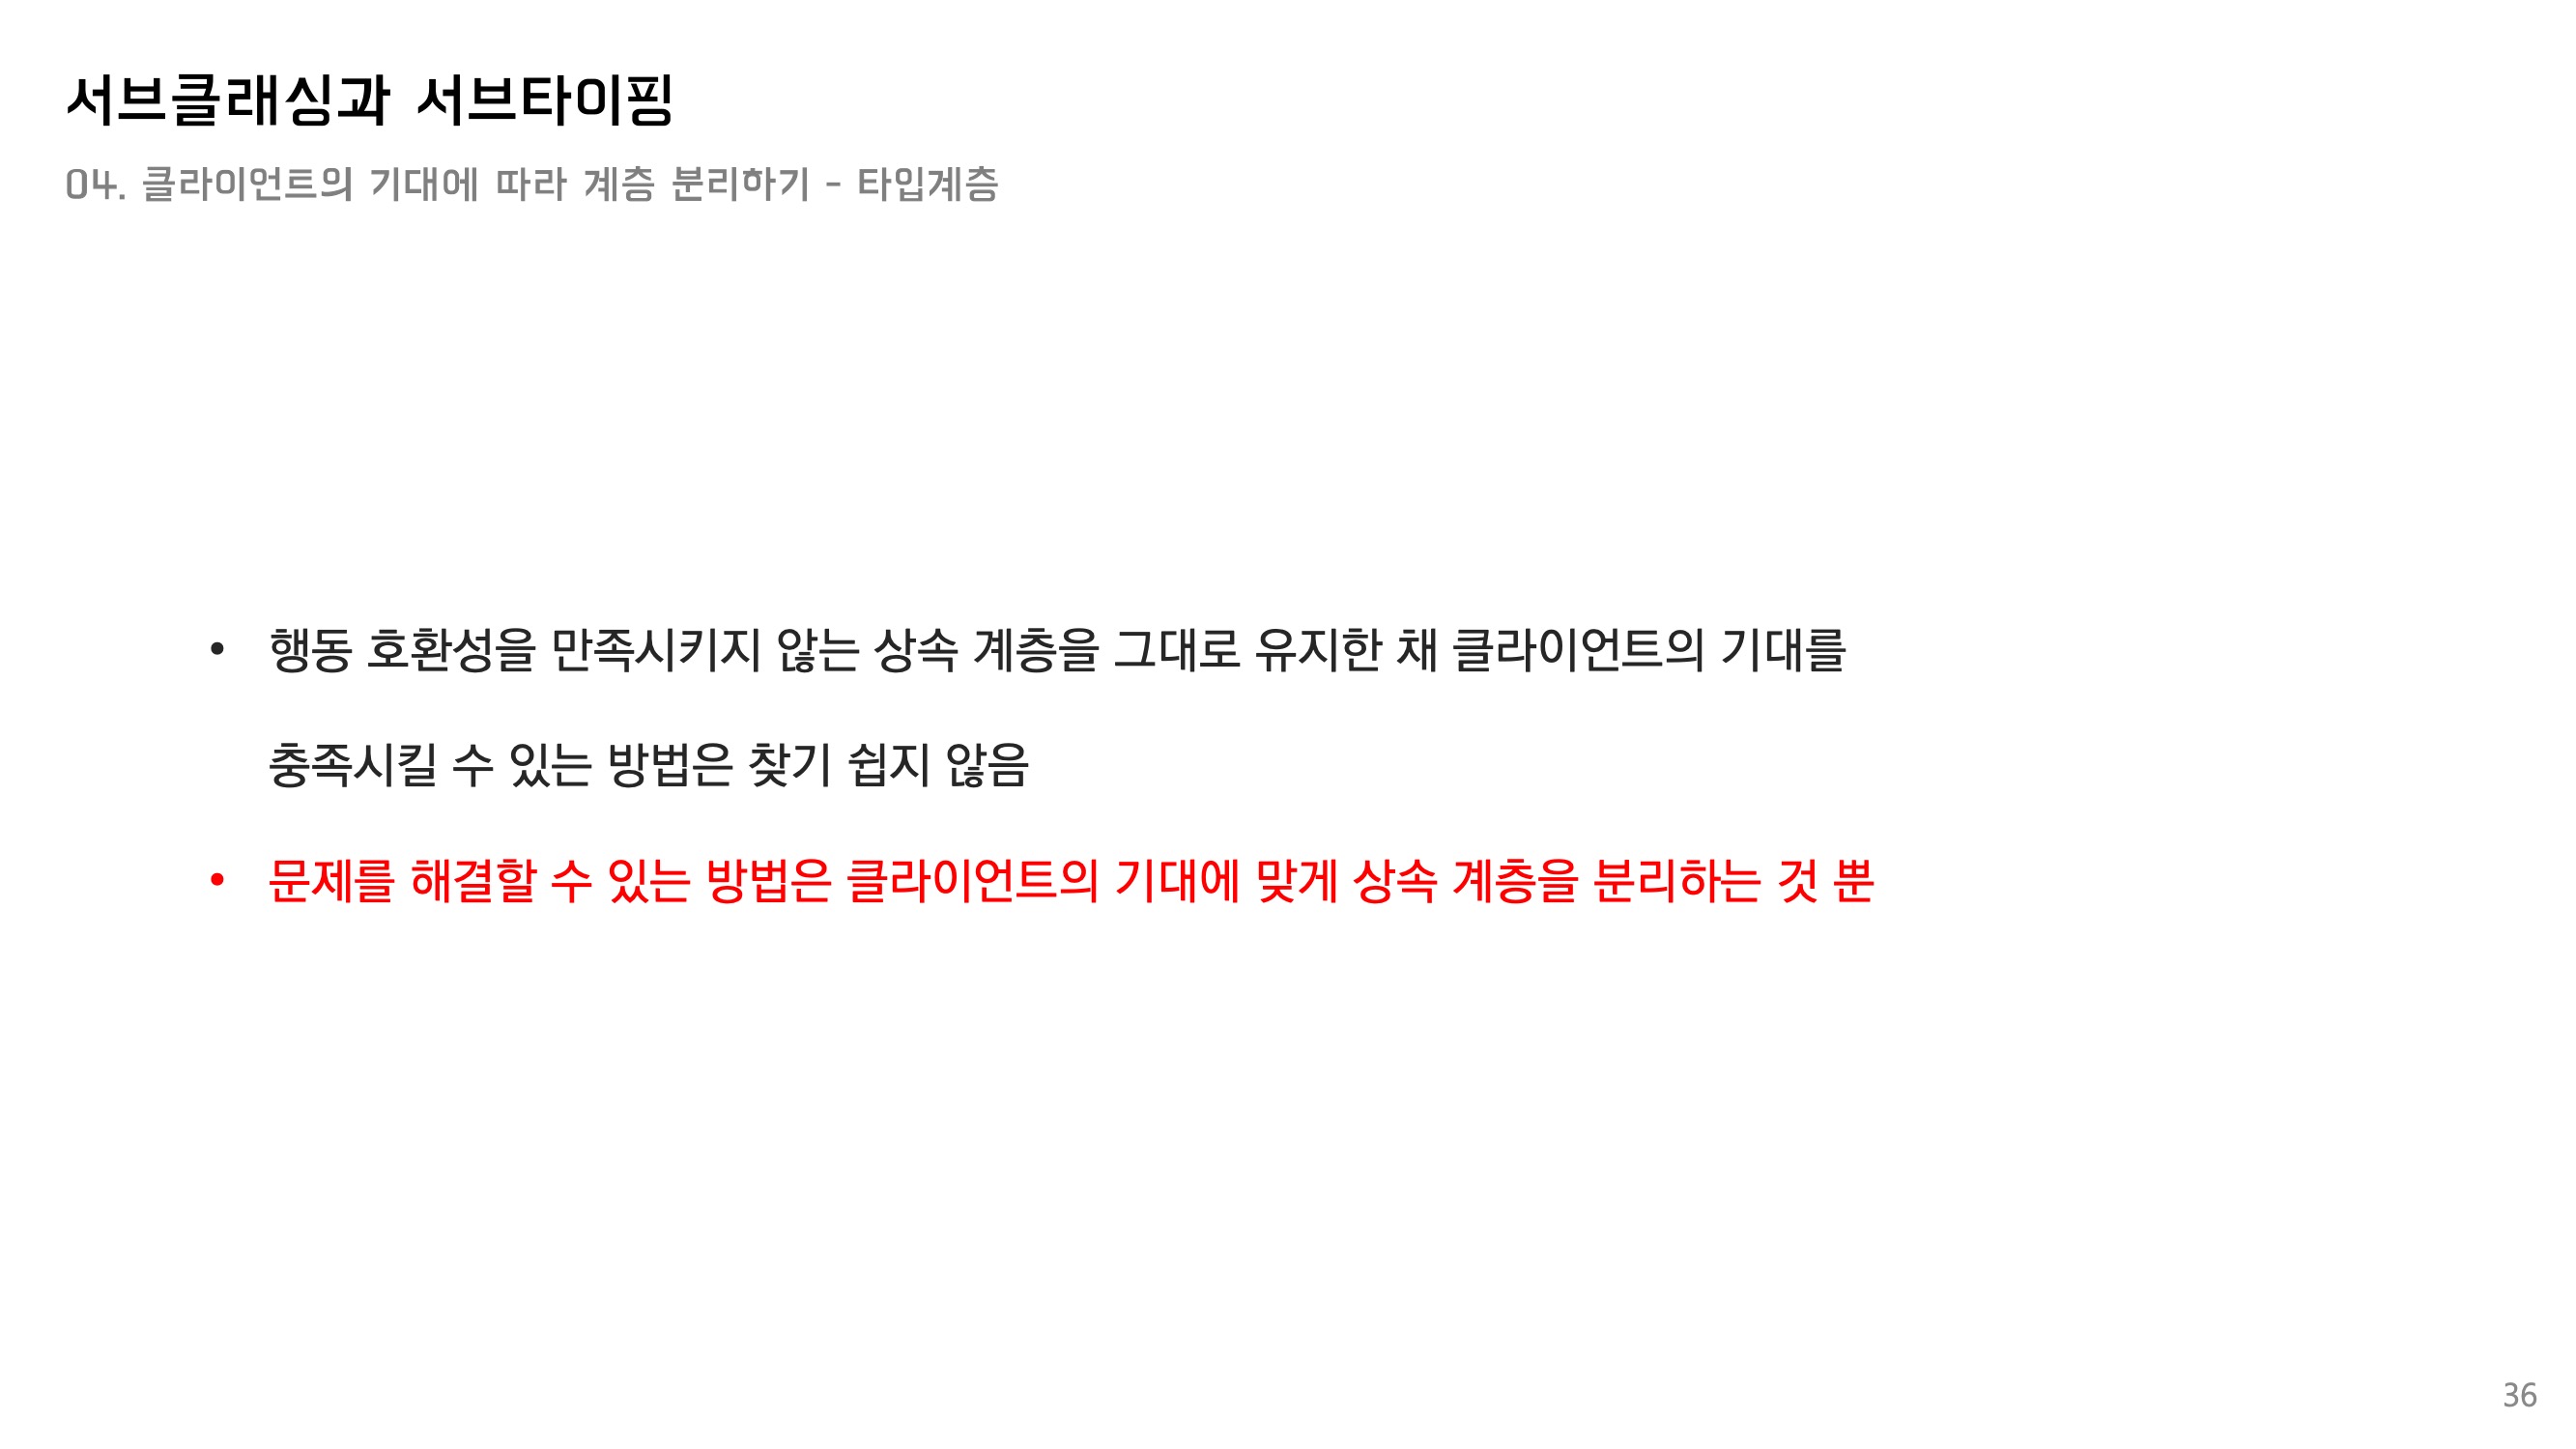 서브클래싱과 서브타이핑
04. 클라이언트의 기대에 따라 계층 분리하기 - 타입계층
• 행동 호환성을 만족시키지 않는 상속 계층을 그대로 유지한 채 클라이언트의 기대를
충족시킬 수 있는 방법은 찾기 쉽지 않음
• 문제를 해결할 수 있는 방법은 클라이언트의 기대에 맞게 상속 계층을 분리하는 것 뿐
36